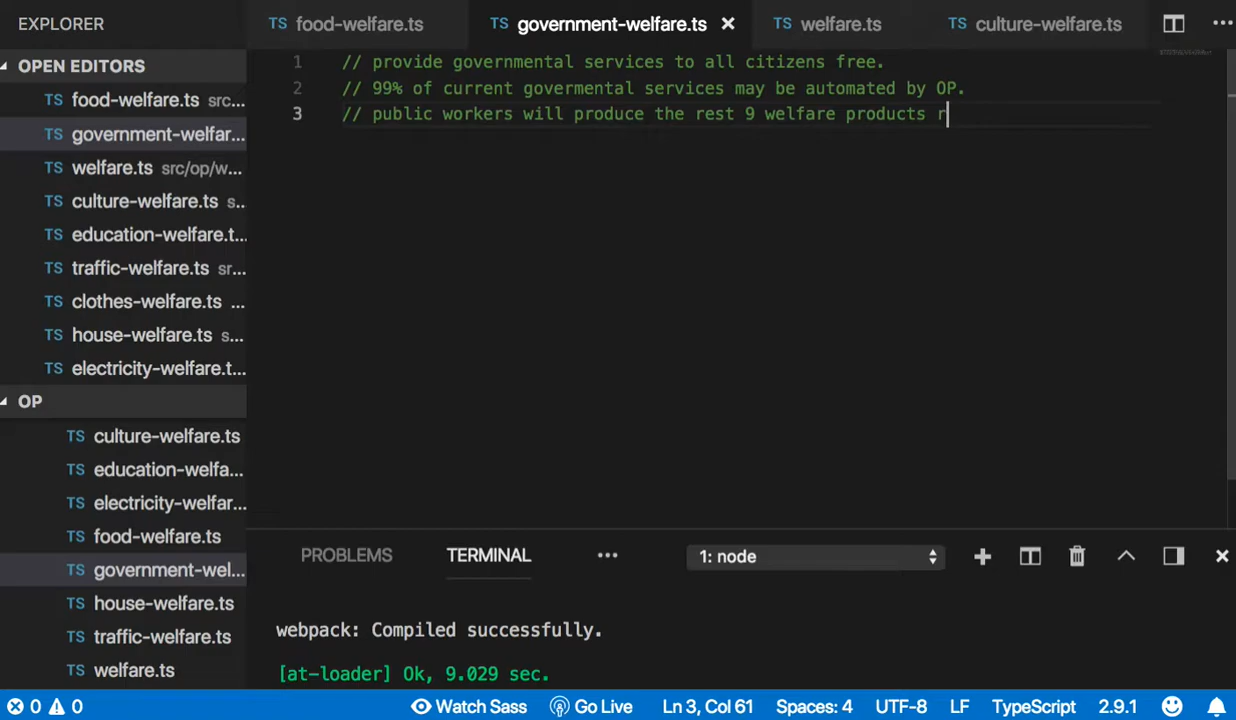 EXPLORER
TS food-welfare.ts
TS government-welfare.ts
TS welfare.ts
TS culture-welfare.ts
OPEN EDITORS
TS food-welfare.ts src...
TS government-welfar...
TS welfare.ts src/op/w...
TS culture-welfare.ts s...
TS education-welfare.t...
TS traffic-welfare.ts sr...
TS clothes-welfare.ts ...
TS house-welfare.ts s...
TS electricity-welfare.t...
OP
TS culture-welfare.ts
TS education-welfa...
TS electricity-welfar...
TS food-welfare.ts
TS government-wel...
TS house-welfare.ts
TS traffic-welfare.ts
TS welfare.ts
1 // provide governmental services to all citizens free.
2 // 99% of current govermental services may be automated by OP.
3 // public workers will produce the rest 9 welfare products r
PROBLEMS TERMINAL ... 1: node
webpack: Compiled successfully.
[at-loader] Ok, 9.029 sec.
0 0 Watch Sass Go Live Ln 3, Col 61 Spaces: 4 UTF-8 LF TypeScript 2.9.1